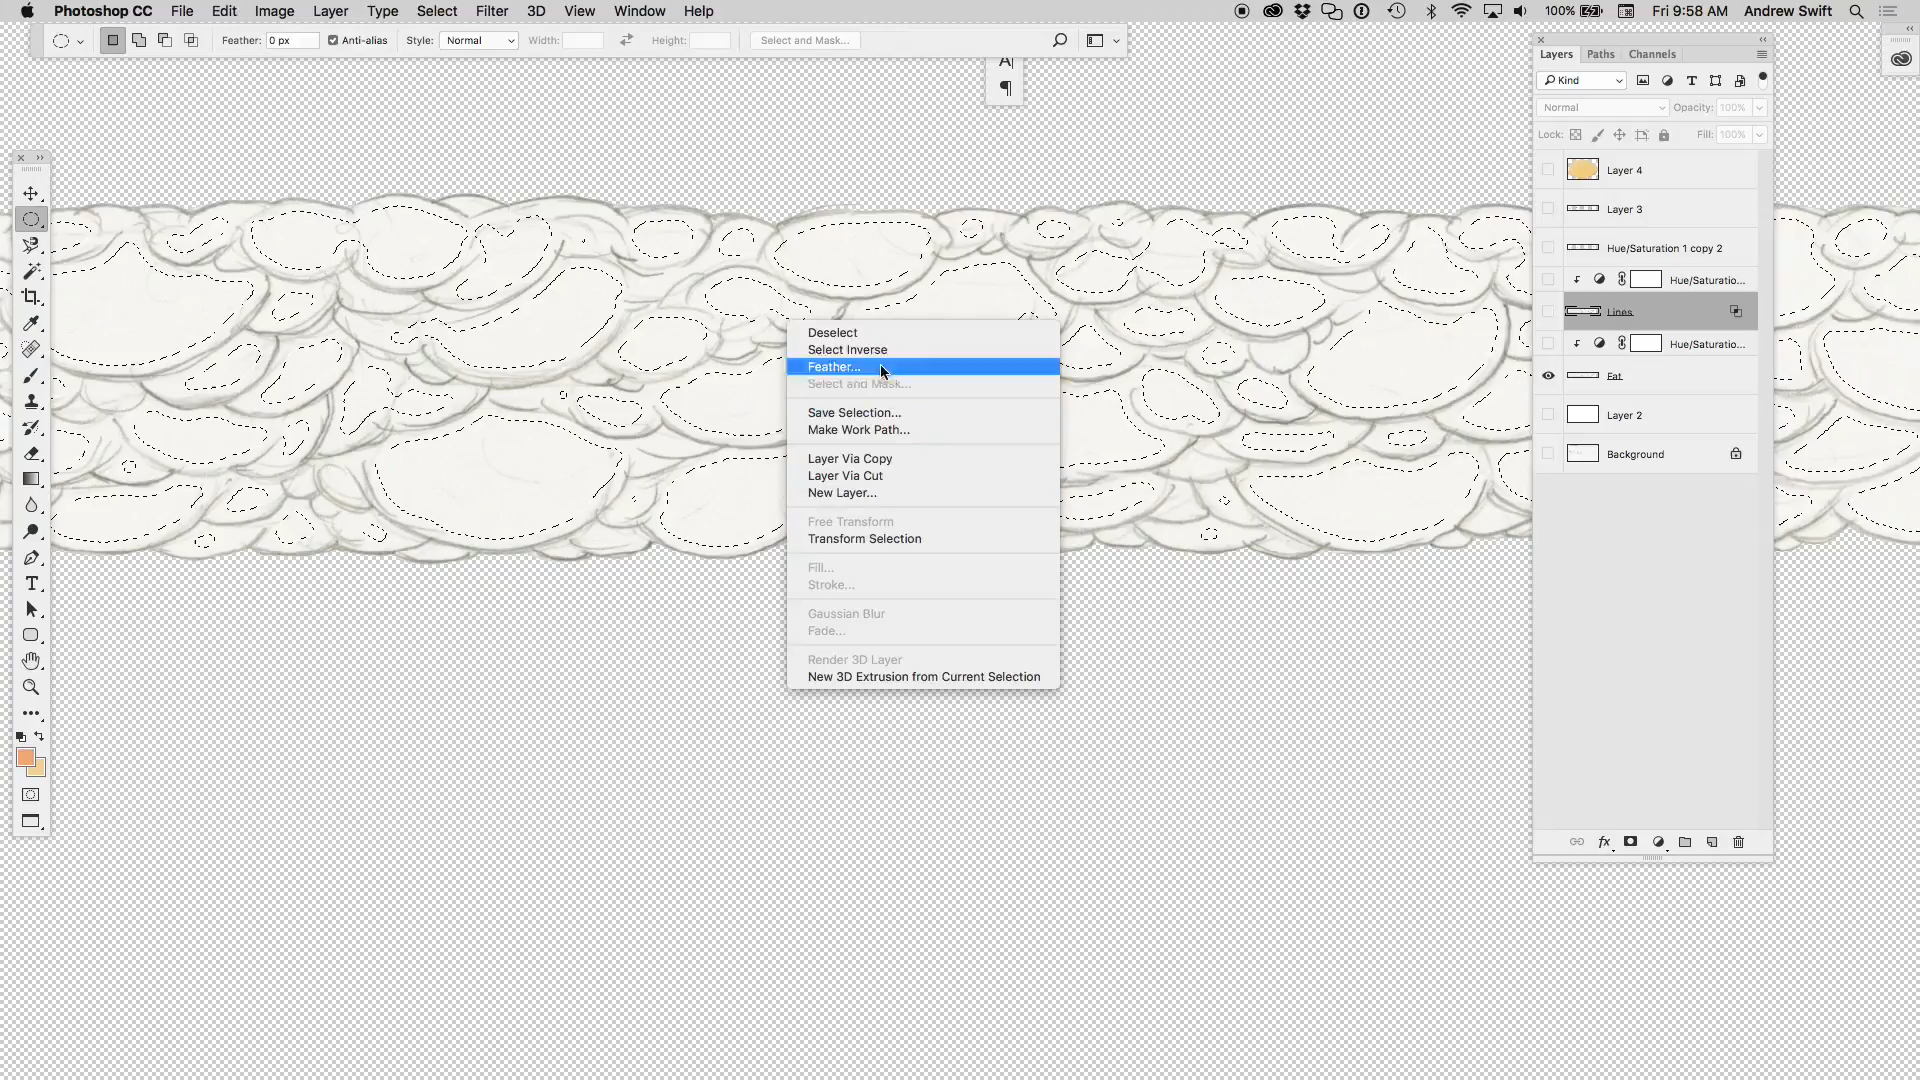 Photoshop CC File Edit Image Layer Type Select Filter 3D View Window Help 100% Fri 9:58 AM Andrew Swift
Feather: 0 px Anti-alias Style: Normal Width: Height: Select and Mask...
A|
¶
Layers Paths Channels
Kind
Normal Opacity: 100%
Lock: Fill: 100%
Layer 4
Layer 3
Hue/Saturation 1 copy 2
Hue/Saturatio...
Lines
Hue/Saturatio...
Fat
Layer 2
Background
fx
Deselect
Select Inverse
Feather...
Select and Mask...
Save Selection...
Make Work Path...
Layer Via Copy
Layer Via Cut
New Layer...
Free Transform
Transform Selection
Fill...
Stroke...
Gaussian Blur
Fade...
Render 3D Layer
New 3D Extrusion from Current Selection